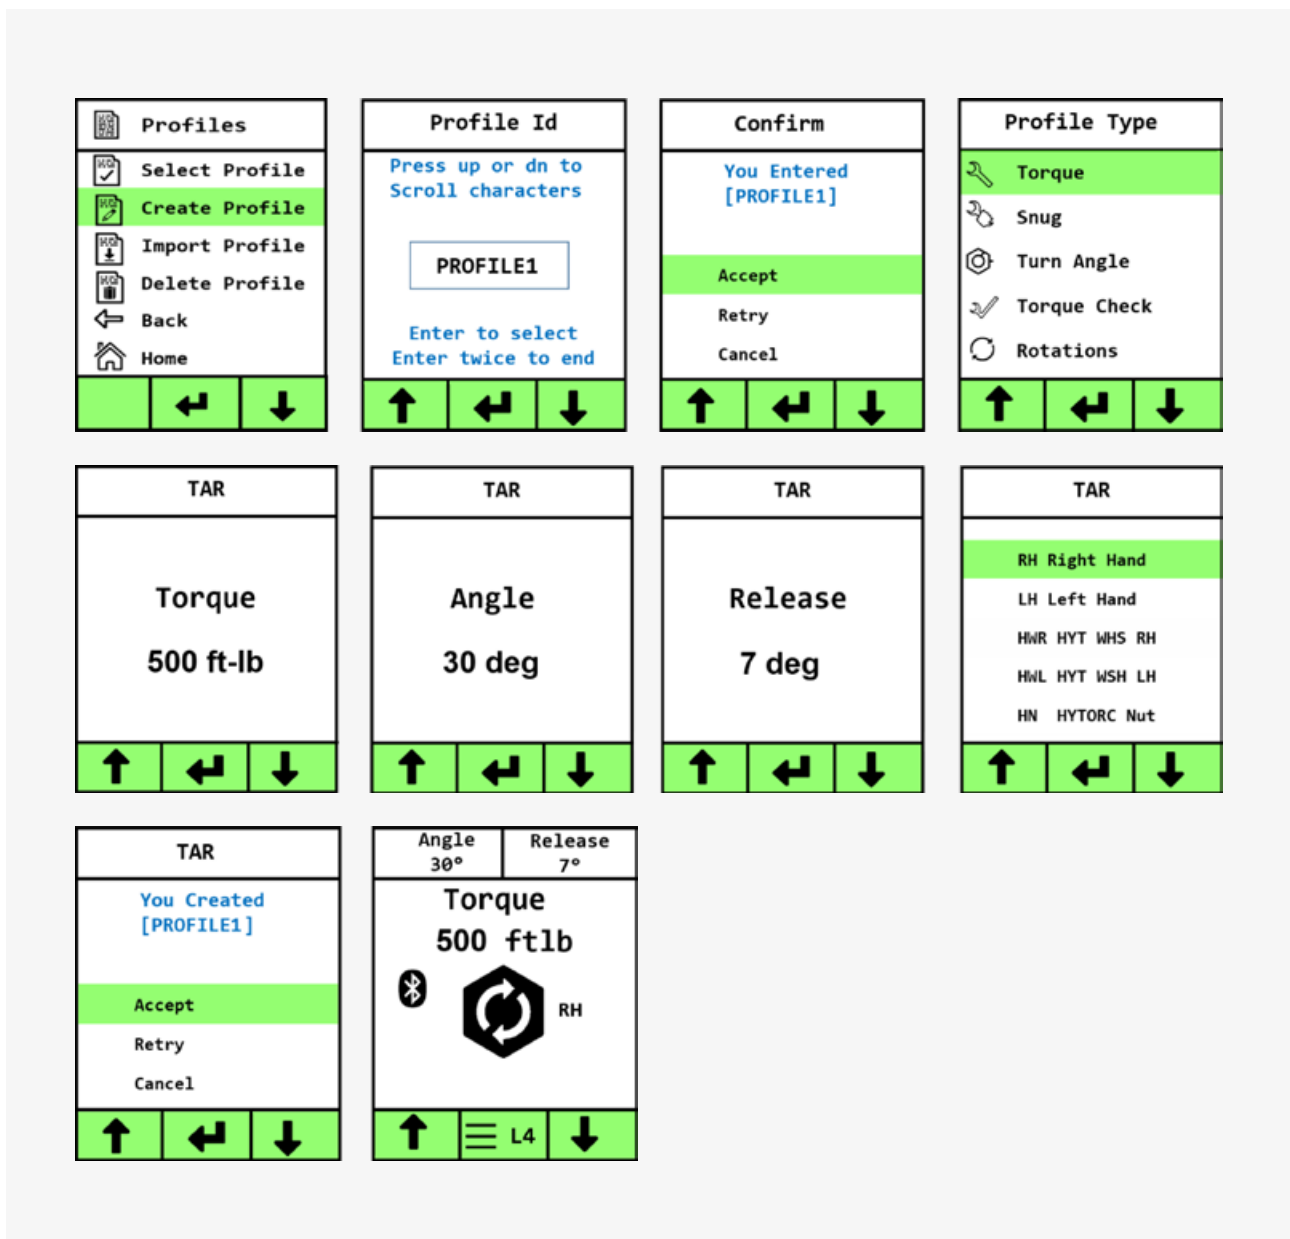 Profiles
Select Profile
Create Profile
Import Profile
Delete Profile
Back
Home
Profile Id
Press up or dn to
Scroll characters
PROFILE1
Enter to select
Enter twice to end
Confirm
You Entered
[PROFILE1]
Accept
Retry
Cancel
Profile Type
Torque
Snug
Turn Angle
Torque Check
Rotations
TAR
Torque
500 ft-lb
TAR
Angle
30 deg
TAR
Release
7 deg
TAR
RH Right Hand
LH Left Hand
HWR HYT WHS RH
HWL HYT WSH LH
HN HYTORC Nut
TAR
You Created
[PROFILE1]
Accept
Retry
Cancel
Angle
30°
Release
7°
Torque
500 ftlb
RH
L4